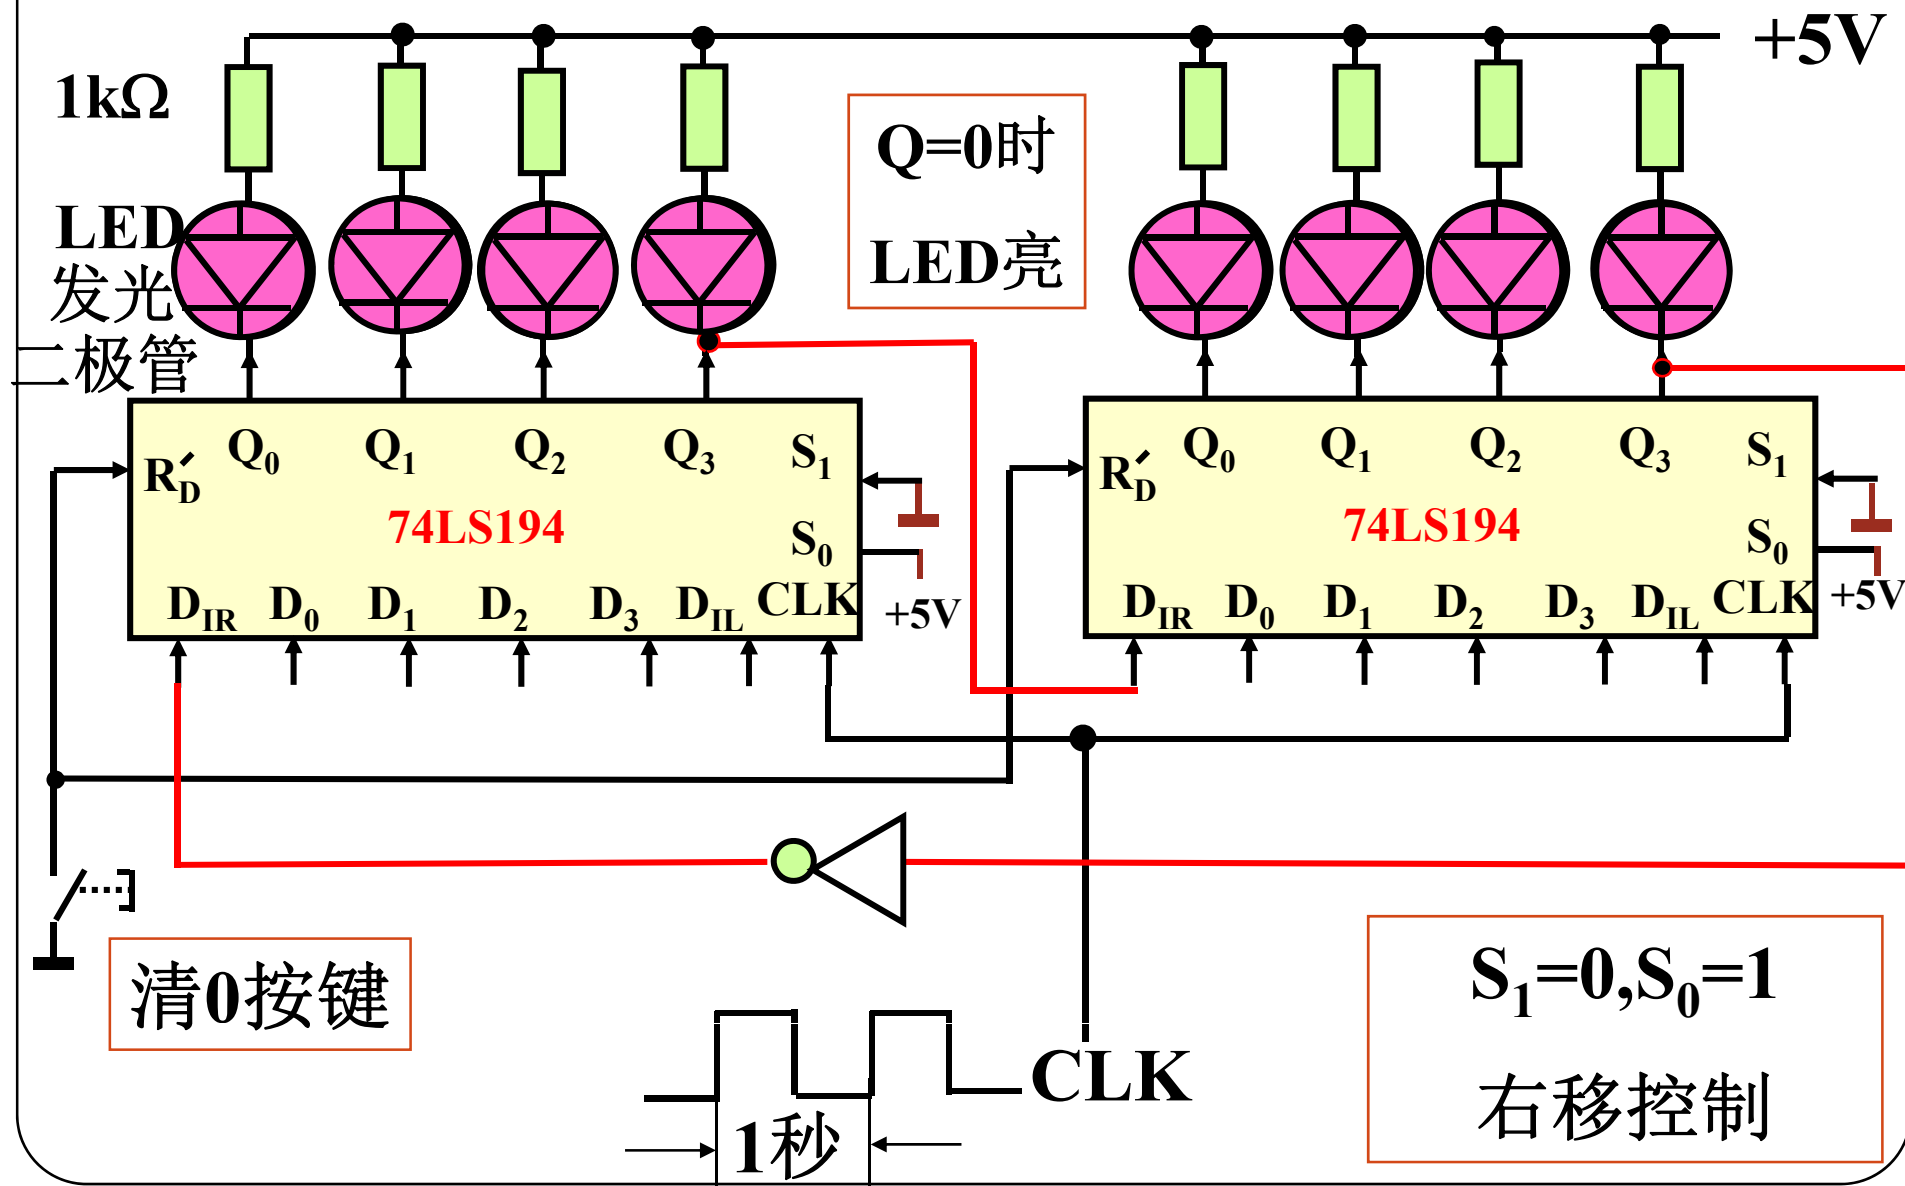 +5V
1kΩ
Q=0时
LED亮
LED
发光
二极管
R′D Q0 Q1 Q2 Q3 S1
74LS194
S0
DIR D0 D1 D2 D3 DIL CLK
+5V
R′D Q0 Q1 Q2 Q3 S1
74LS194
S0
DIR D0 D1 D2 D3 DIL CLK
+5V
清0按键
CLK
1秒
S1=0,S0=1
右移控制